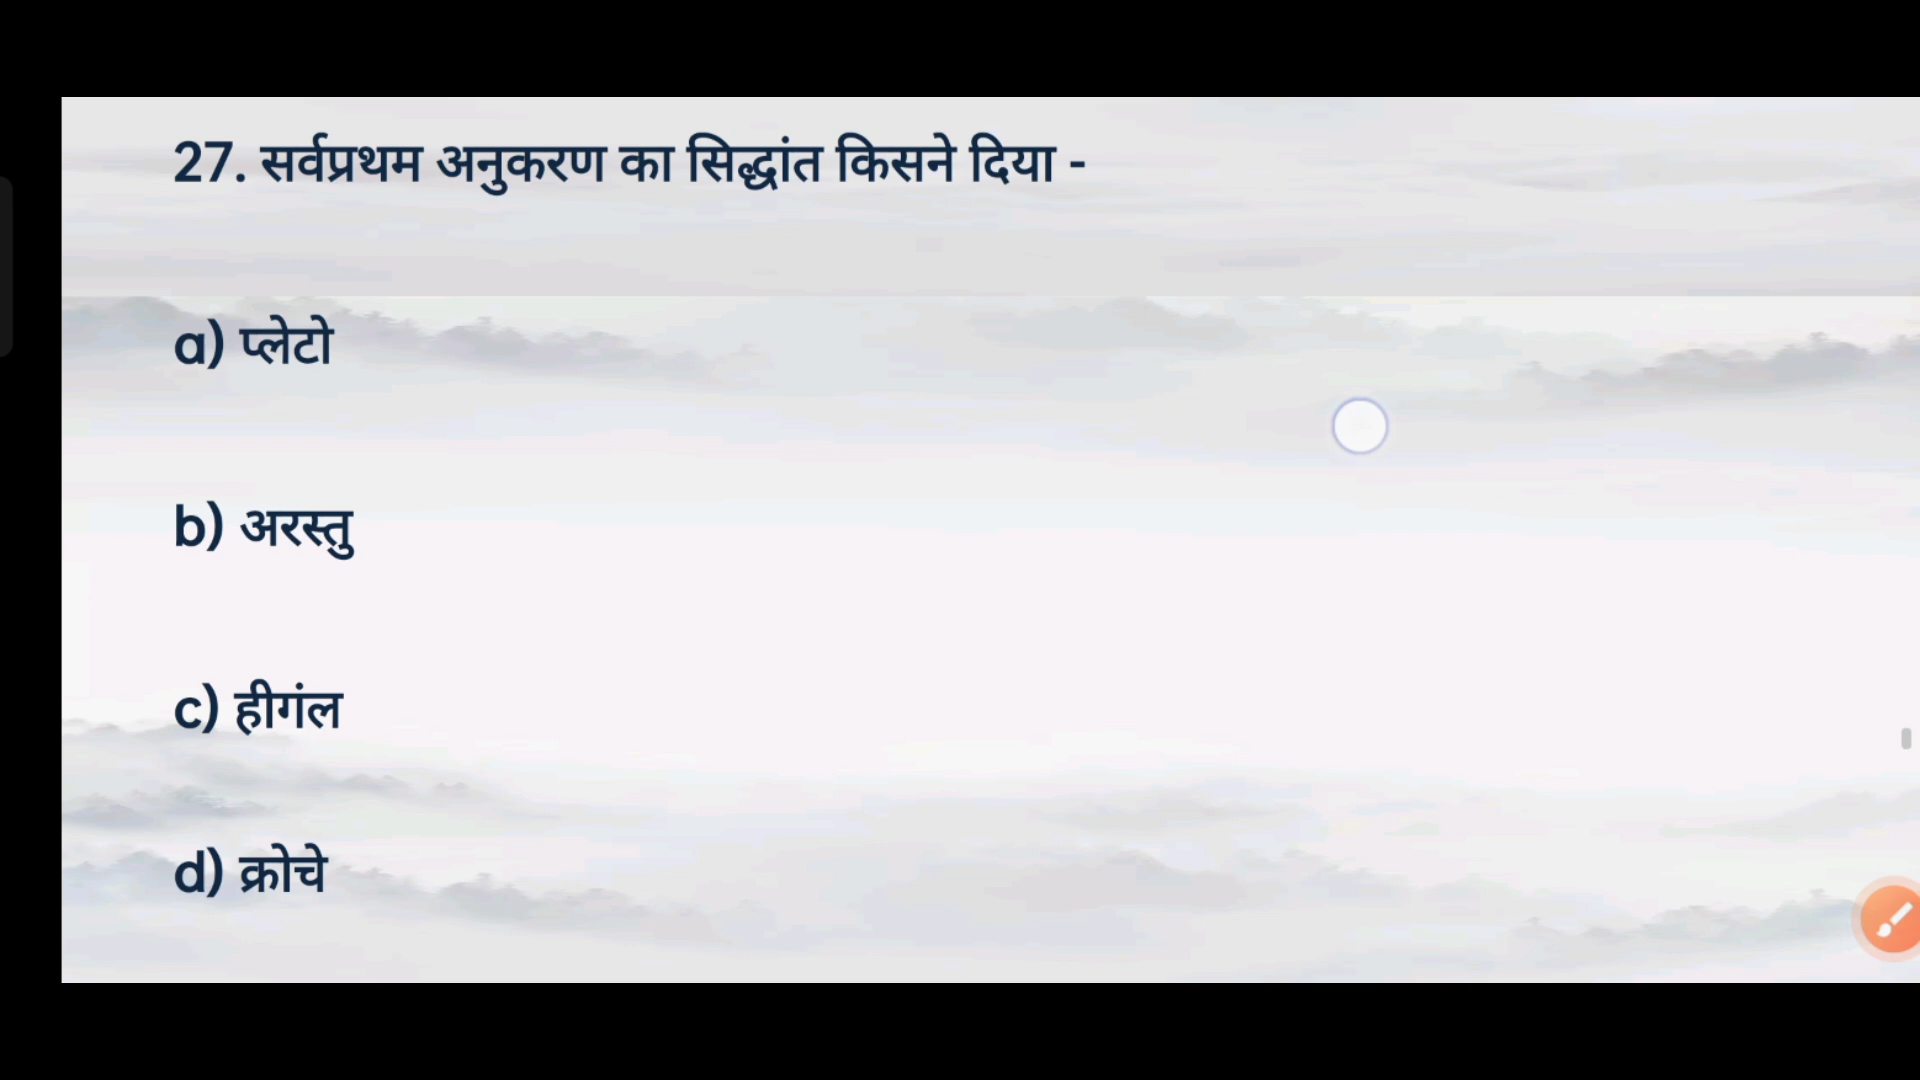 27. सर्वप्रथम अनुकरण का सिद्धांत किसने दिया -
a) प्लेटो
b) अरस्तु
c) हीगंल
d) क्रोचे